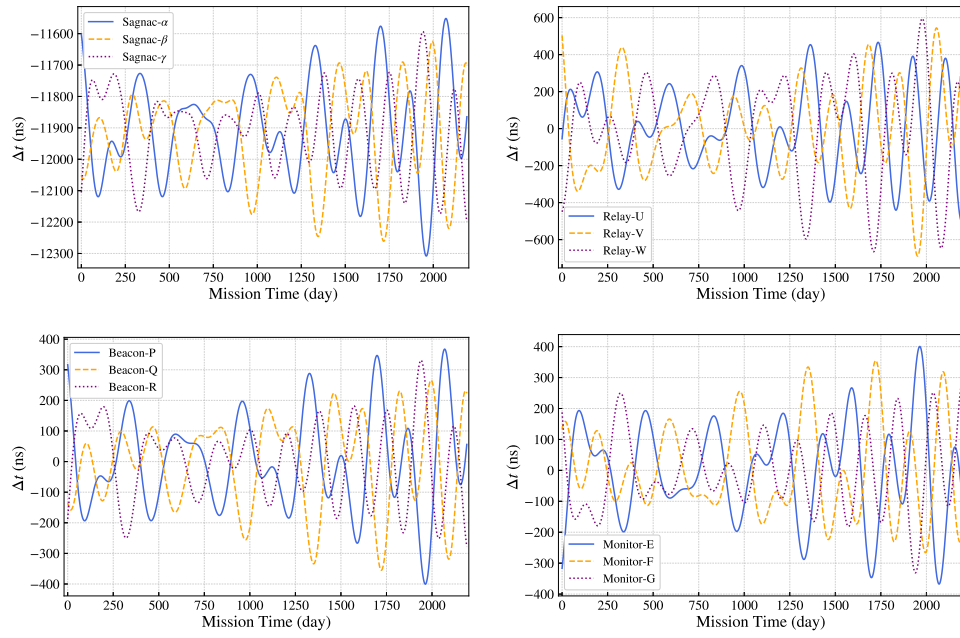 Δt (ns)
−11600
−11700
−11800
−11900
−12000
−12100
−12200
−12300
Sagnac-α
Sagnac-β
Sagnac-γ
0 250 500 750 1000 1250 1500 1750 2000
Mission Time (day)
Δt (ns)
600
400
200
0
−200
−400
−600
Relay-U
Relay-V
Relay-W
0 250 500 750 1000 1250 1500 1750 2000
Mission Time (day)
Δt (ns)
400
300
200
100
0
−100
−200
−300
−400
Beacon-P
Beacon-Q
Beacon-R
0 250 500 750 1000 1250 1500 1750 2000
Mission Time (day)
Δt (ns)
400
300
200
100
0
−100
−200
−300
−400
Monitor-E
Monitor-F
Monitor-G
0 250 500 750 1000 1250 1500 1750 2000
Mission Time (day)